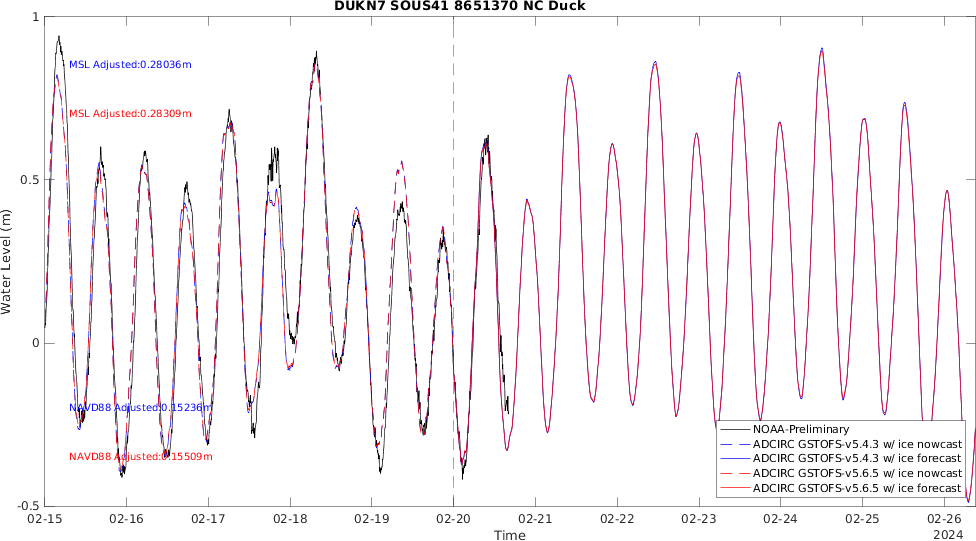 DUKN7 SOUS41 8651370 NC Duck
1
MSL Adjusted:0.28036m
MSL Adjusted:0.28309m
0.5
Water Level (m)
0
NAVD88 Adjusted:0.15236m
NAVD88 Adjusted:0.15509m
-0.5
NOAA-Preliminary
ADCIRC GSTOFS-v5.4.3 w/ ice nowcast
ADCIRC GSTOFS-v5.4.3 w/ ice forecast
ADCIRC GSTOFS-v5.6.5 w/ ice nowcast
ADCIRC GSTOFS-v5.6.5 w/ ice forecast
02-15 02-16 02-17 02-18 02-19 02-20 02-21 02-22 02-23 02-24 02-25 02-26
Time
2024